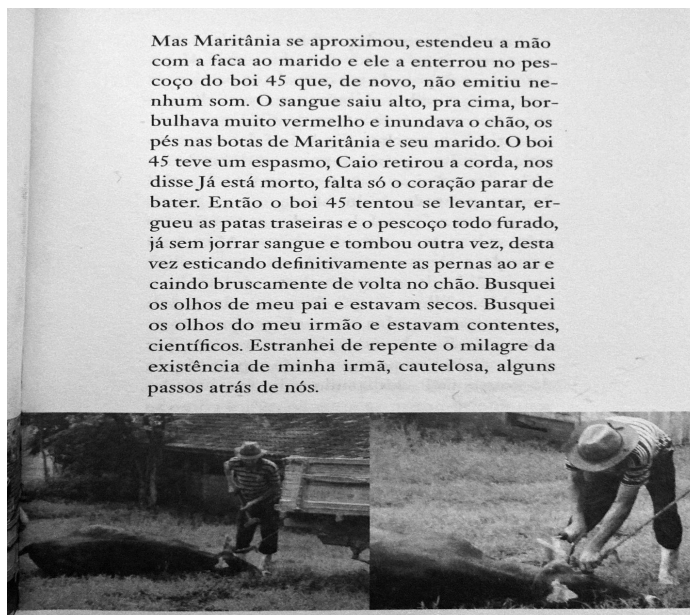 Mas Maritânia se aproximou, estendeu a mão
com a faca ao marido e ele a enterrou no pes-
coço do boi 45 que, de novo, não emitiu ne-
nhum som. O sangue saiu alto, pra cima, bor-
bulhava muito vermelho e inundava o chão, os
pés nas botas de Maritânia e seu marido. O boi
45 teve um espasmo, Caio retirou a corda, nos
disse Já está morto, falta só o coração parar de
bater. Então o boi 45 tentou se levantar, er-
gueu as patas traseiras e o pescoço todo furado,
já sem jorrar sangue e tombou outra vez, desta
vez esticando definitivamente as pernas ao ar e
caindo bruscamente de volta no chão. Busquei
os olhos de meu pai e estavam secos. Busquei
os olhos do meu irmão e estavam contentes,
científicos. Estranhei de repente o milagre da
existência de minha irmã, cautelosa, alguns
passos atrás de nós.